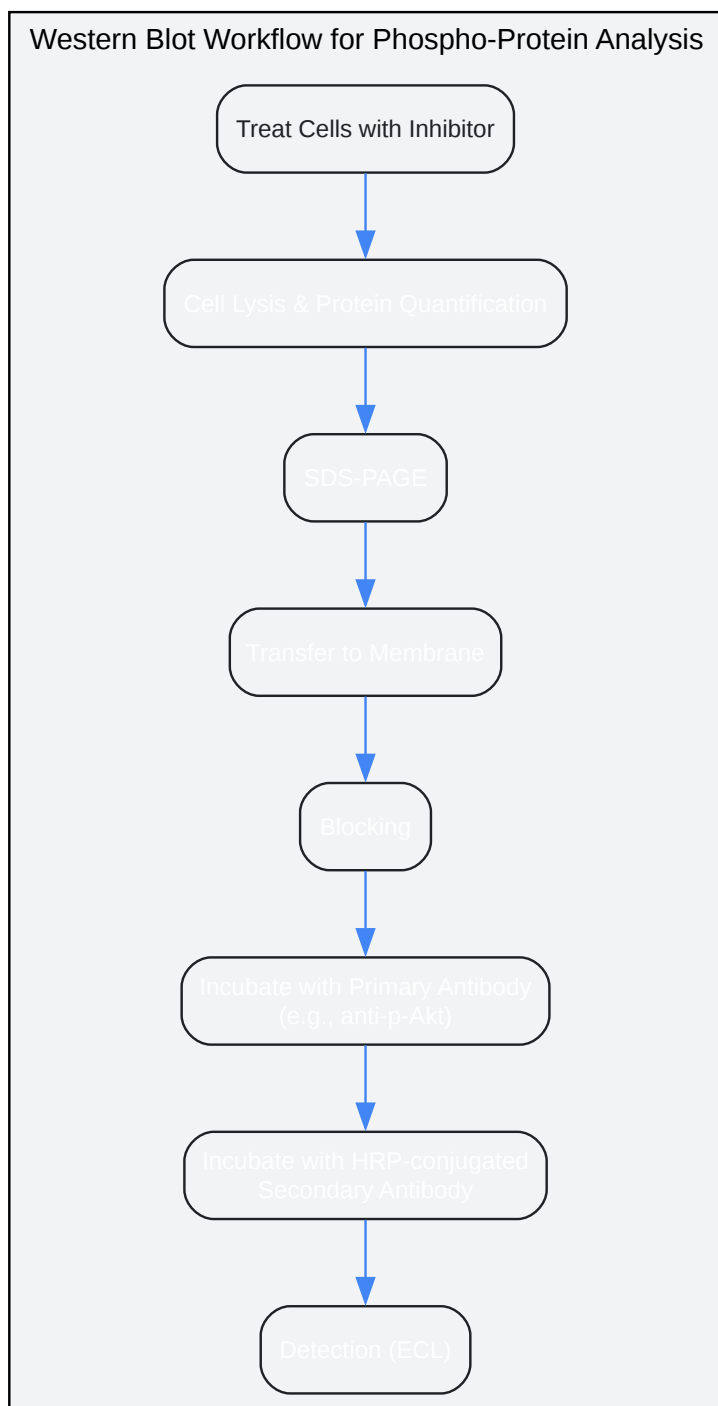 Western Blot Workflow for Phospho-Protein Analysis
Treat Cells with Inhibitor
Cell Lysis & Protein Quantification
SDS-PAGE
Transfer to Membrane
Blocking
Incubate with Primary Antibody
(e.g., anti-p-Akt)
Incubate with HRP-conjugated
Secondary Antibody
Detection (ECL)